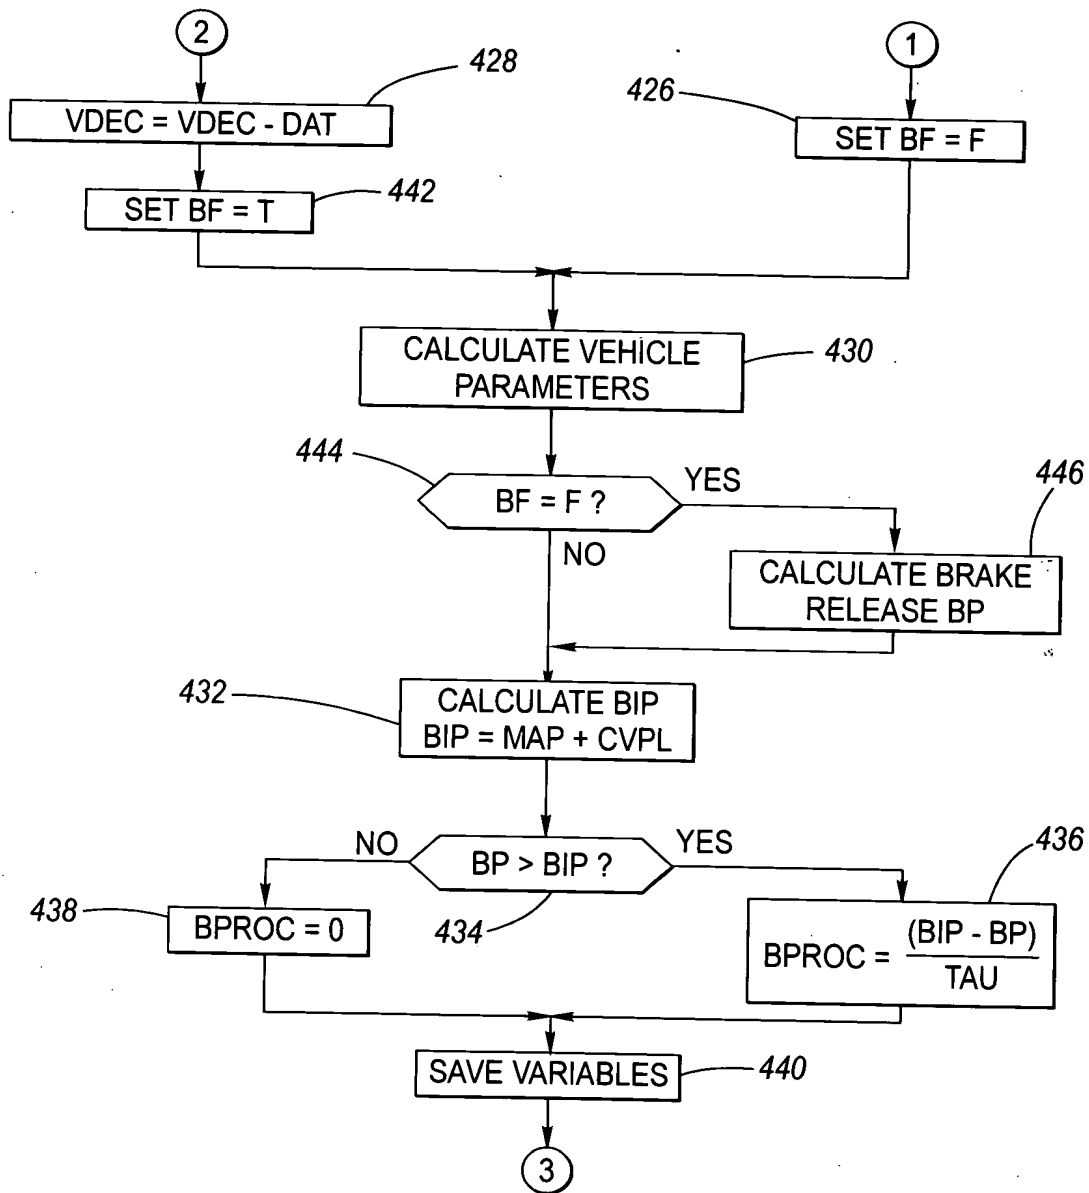 2
1
428
426
VDEC = VDEC - DAT
SET BF = F
442
SET BF = T
CALCULATE VEHICLE
PARAMETERS
430
444
BF = F ?
YES
446
NO
CALCULATE BRAKE
RELEASE BP
432
CALCULATE BIP
BIP = MAP + CVPL
NO
BP > BIP ?
YES
436
438
BPROC = 0
434
BPROC = (BIP - BP)
TAU
SAVE VARIABLES
440
3